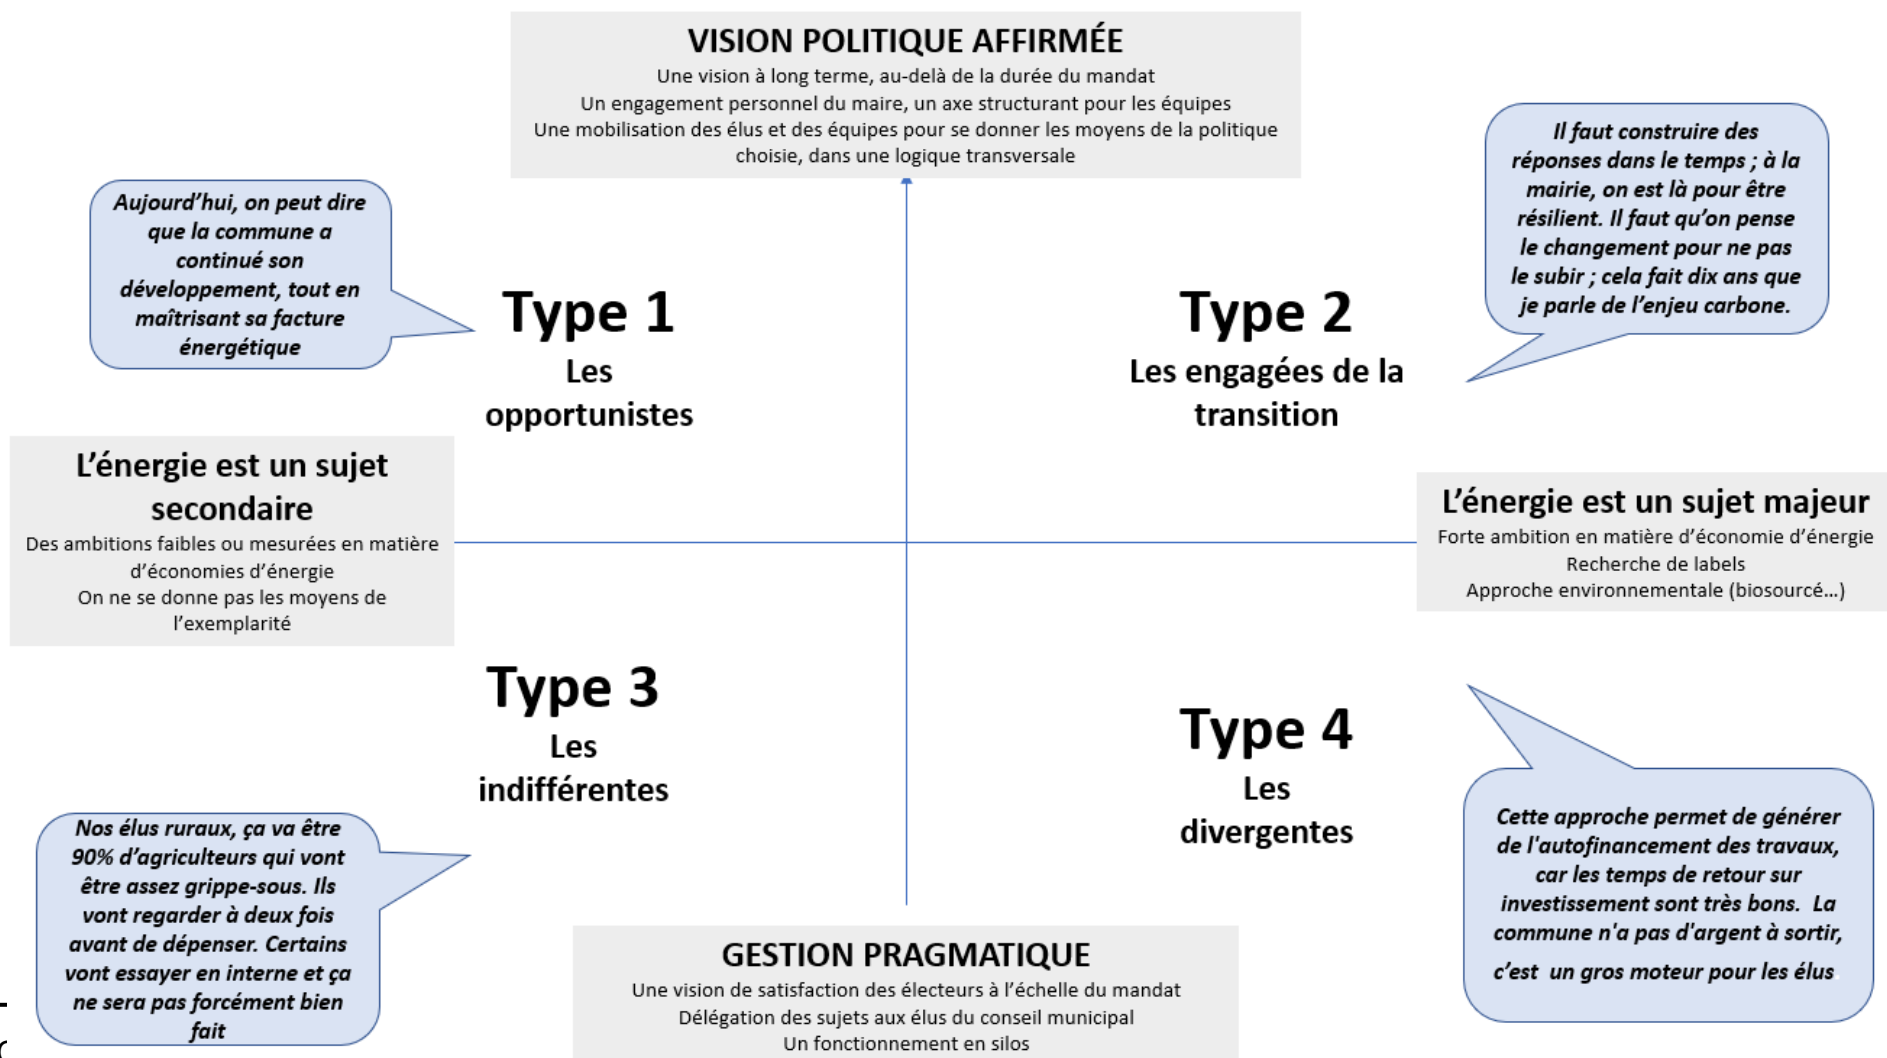 VISION POLITIQUE AFFIRMÉE
Une vision à long terme, au-delà de la durée du mandat
Un engagement personnel du maire, un axe structurant pour les équipes
Une mobilisation des élus et des équipes pour se donner les moyens de la politique
choisie, dans une logique transversale
Aujourd’hui, on peut dire
que la commune a
continué son
développement, tout en
maîtrisant sa facture
énergétique
Type 1
Les
opportunistes
Type 2
Les engagées de la
transition
Il faut construire des
réponses dans le temps ; à la
mairie, on est là pour être
résilient. Il faut qu’on pense
le changement pour ne pas
le subir ; cela fait dix ans que
je parle de l’enjeu carbone.
L’énergie est un sujet
secondaire
Des ambitions faibles ou mesurées en matière
d’économies d’énergie
On ne se donne pas les moyens de
l’exemplarité
L’énergie est un sujet majeur
Forte ambition en matière d’économie d’énergie
Recherche de labels
Approche environnementale (biosourcé…)
Type 3
Les
indifférentes
Type 4
Les
divergentes
Nos élus ruraux, ça va être
90% d’agriculteurs qui vont
être assez grippe-sous. Ils
vont regarder à deux fois
avant de dépenser. Certains
vont essayer en interne et ça
ne sera pas forcément bien
fait
Cette approche permet de générer
de l'autofinancement des travaux,
car les temps de retour sur
investissement sont très bons. La
commune n'a pas d'argent à sortir,
c’est un gros moteur pour les élus.
GESTION PRAGMATIQUE
Une vision de satisfaction des électeurs à l’échelle du mandat
Délégation des sujets aux élus du conseil municipal
Un fonctionnement en silos